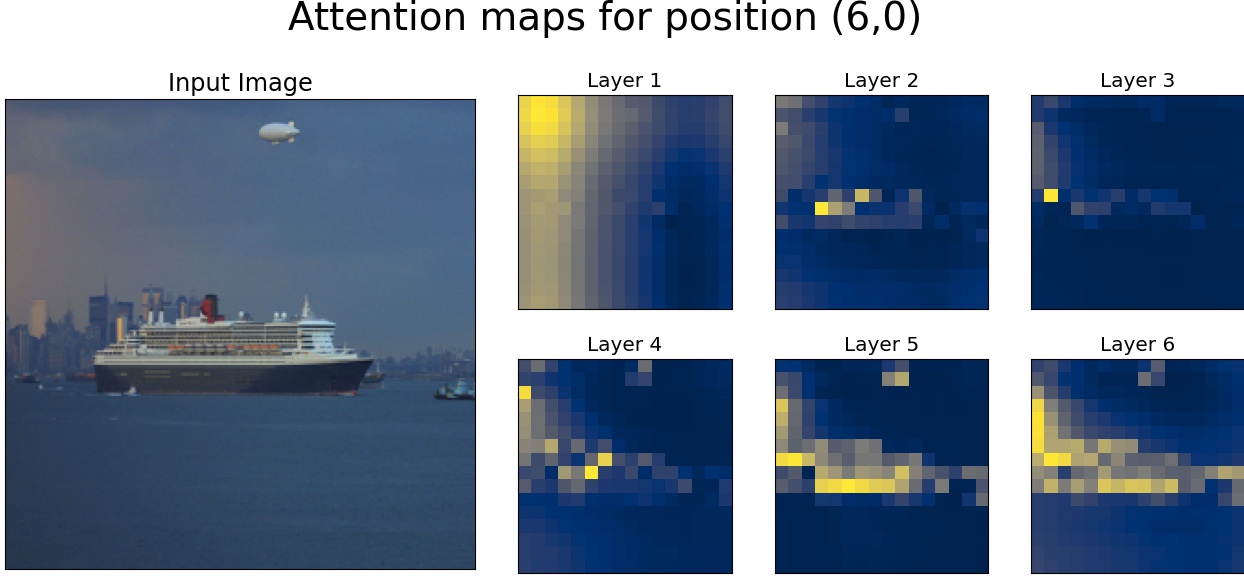 Attention maps for position (6,0)
Input Image
Layer 1
Layer 2
Layer 3
Layer 4
Layer 5
Layer 6